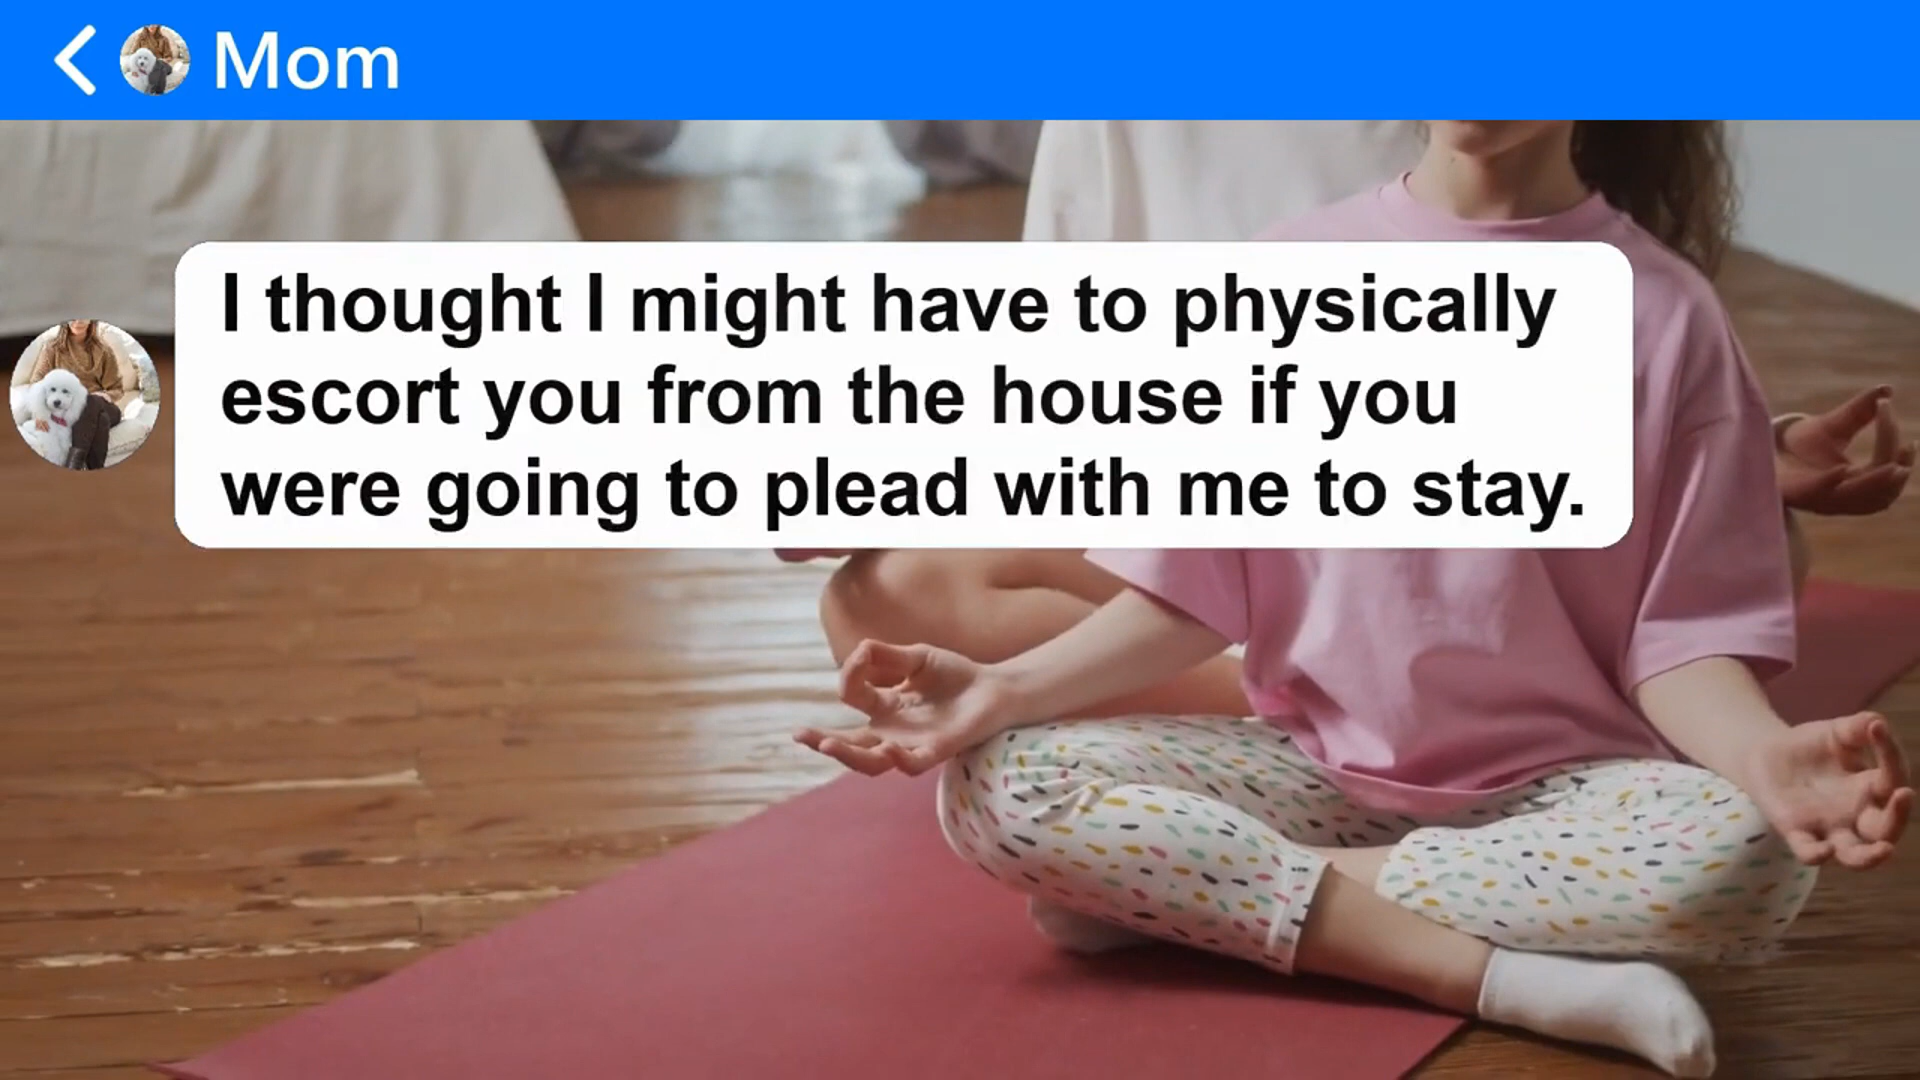 Mom
I thought I might have to physically
escort you from the house if you
were going to plead with me to stay.